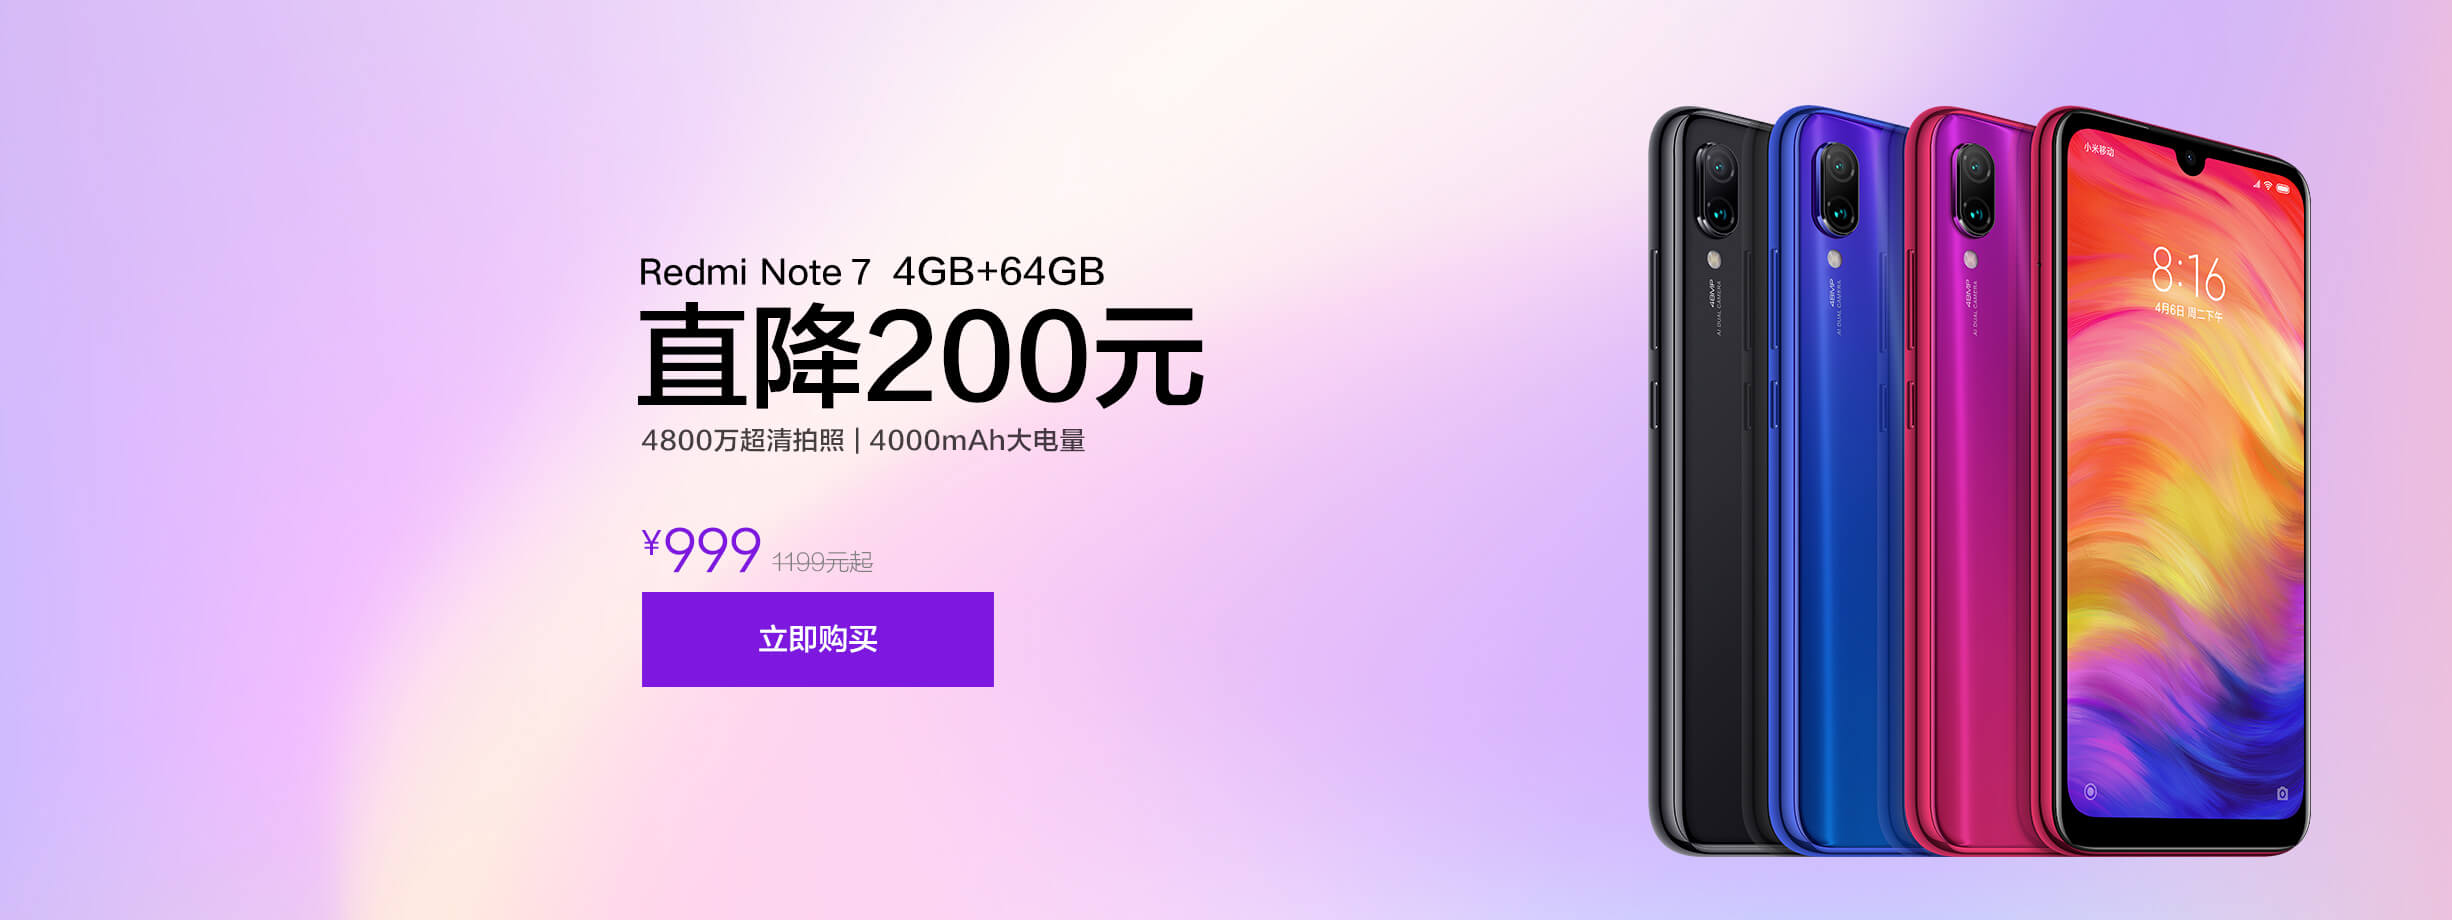 Redmi Note 7 4GB+64GB
直降200元
4800万超清拍照 | 4000mAh大电量
¥999 1199元起
立即购买
48MP
AI DUAL CAMERA
48MP
AI DUAL CAMERA
48MP
AI DUAL CAMERA
小米移动
8:16
4月6日 周二下午